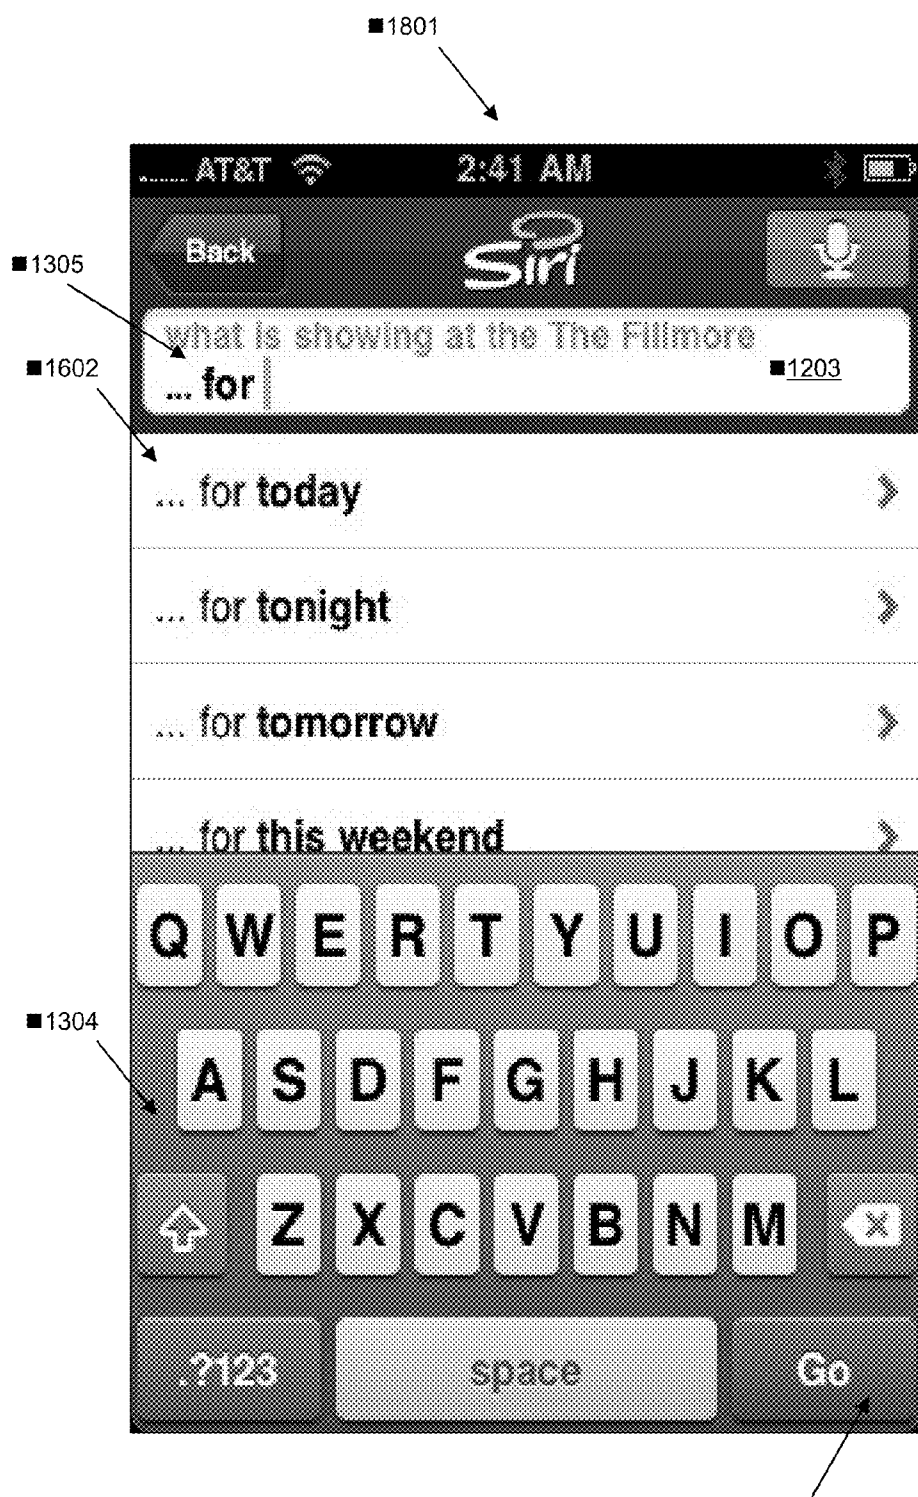 ■1801
AT&T 2:41 AM
Back Siri
■1305
what is showing at the The Fillmore
■1602
... for
■1203
... for today
... for tonight
... for tomorrow
... for this weekend
Q W E R T Y U I O P
■1304
A S D F G H J K L
Z X C V B N M
.?123 space Go